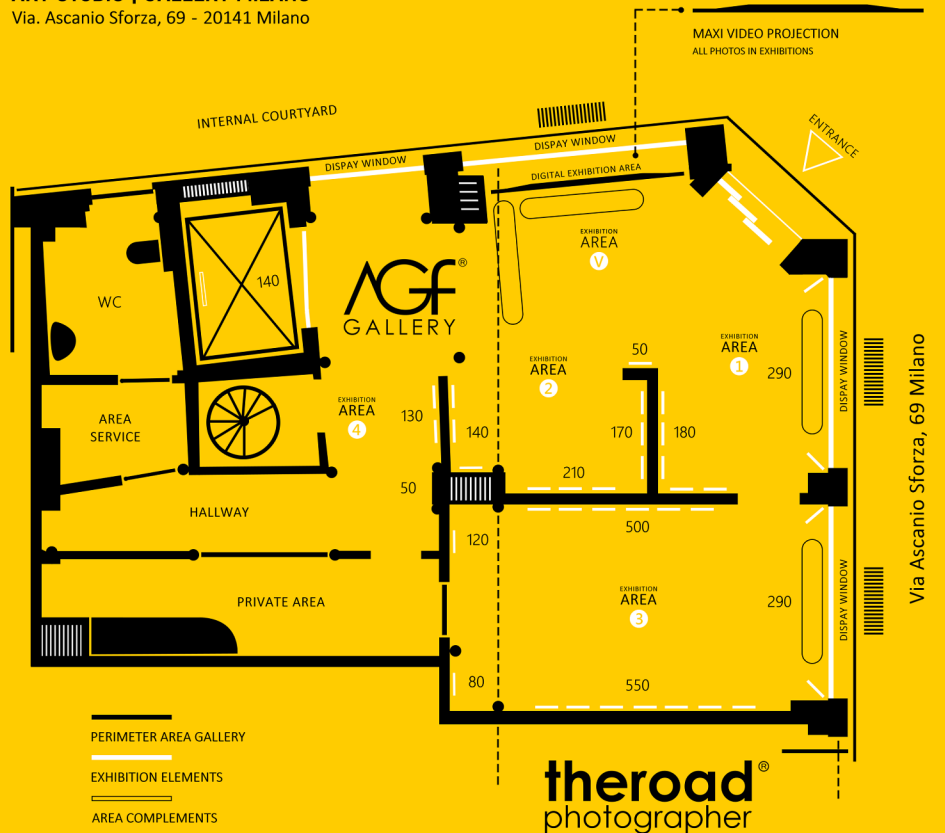 ART STUDIO | GALLERY MILANO
Via. Ascanio Sforza, 69 - 20141 Milano
MAXI VIDEO PROJECTION
ALL PHOTOS IN EXHIBITIONS
INTERNAL COURTYARD
ENTRANCE
DISPAY WINDOW
DISPAY WINDOW
DIGITAL EXHIBITION AREA
EXHIBITION
AREA
V
WC
140
AGf®
GALLERY
EXHIBITION
AREA
1
290
DISPAY WINDOW
Via Ascanio Sforza, 69 Milano
EXHIBITION
AREA
2
50
AREA
SERVICE
EXHIBITION
AREA
4
130
140
170
180
210
50
HALLWAY
500
120
EXHIBITION
AREA
3
290
DISPAY WINDOW
PRIVATE AREA
80
550
PERIMETER AREA GALLERY
EXHIBITION ELEMENTS
AREA COMPLEMENTS
theroad®
photographer